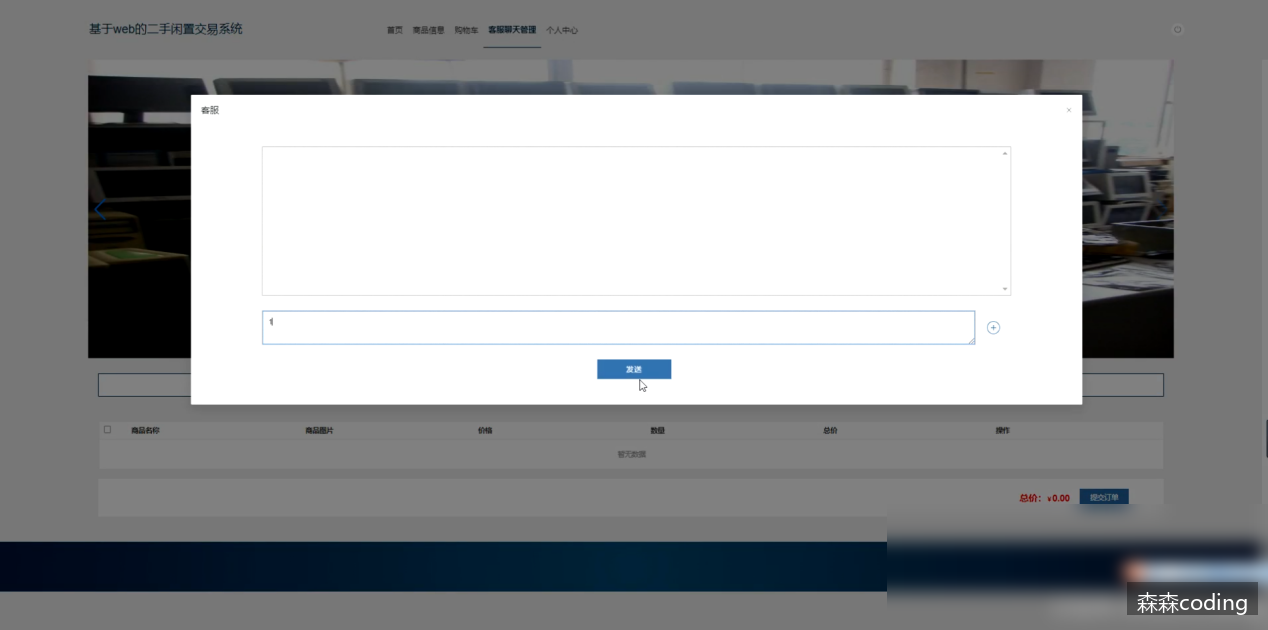 基于web的二手闲置交易系统
首页 商品信息 购物车 客服聊天管理 个人中心
客服
发送
商品名称 商品图片 价格 数量 总价 操作
暂无数据
总价：￥0.00 提交订单
森森coding